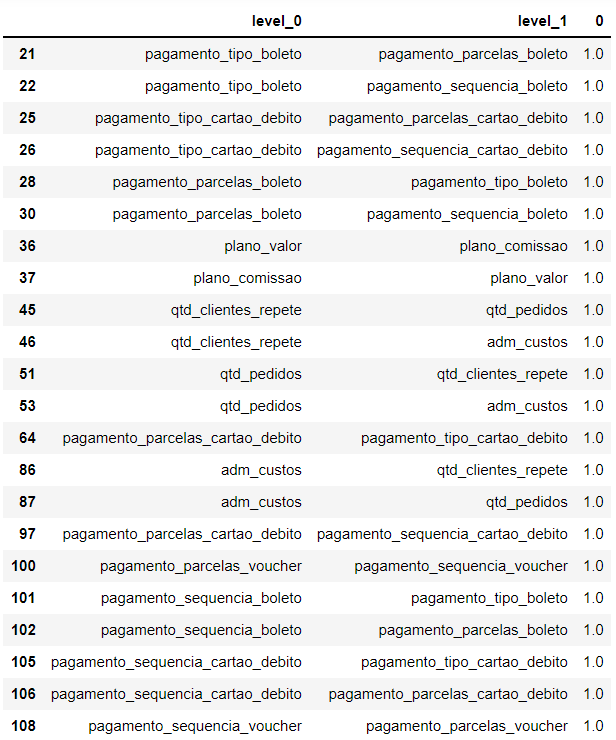 level_0 level_1 0
21 pagamento_tipo_boleto pagamento_parcelas_boleto 1.0
22 pagamento_tipo_boleto pagamento_sequencia_boleto 1.0
25 pagamento_tipo_cartao_debito pagamento_parcelas_cartao_debito 1.0
26 pagamento_tipo_cartao_debito pagamento_sequencia_cartao_debito 1.0
28 pagamento_parcelas_boleto pagamento_tipo_boleto 1.0
30 pagamento_parcelas_boleto pagamento_sequencia_boleto 1.0
36 plano_valor plano_comissao 1.0
37 plano_comissao plano_valor 1.0
45 qtd_clientes_repete qtd_pedidos 1.0
46 qtd_clientes_repete adm_custos 1.0
51 qtd_pedidos qtd_clientes_repete 1.0
53 qtd_pedidos adm_custos 1.0
64 pagamento_parcelas_cartao_debito pagamento_tipo_cartao_debito 1.0
86 adm_custos qtd_clientes_repete 1.0
87 adm_custos qtd_pedidos 1.0
97 pagamento_parcelas_cartao_debito pagamento_sequencia_cartao_debito 1.0
100 pagamento_parcelas_voucher pagamento_sequencia_voucher 1.0
101 pagamento_sequencia_boleto pagamento_tipo_boleto 1.0
102 pagamento_sequencia_boleto pagamento_parcelas_boleto 1.0
105 pagamento_sequencia_cartao_debito pagamento_tipo_cartao_debito 1.0
106 pagamento_sequencia_cartao_debito pagamento_parcelas_cartao_debito 1.0
108 pagamento_sequencia_voucher pagamento_parcelas_voucher 1.0